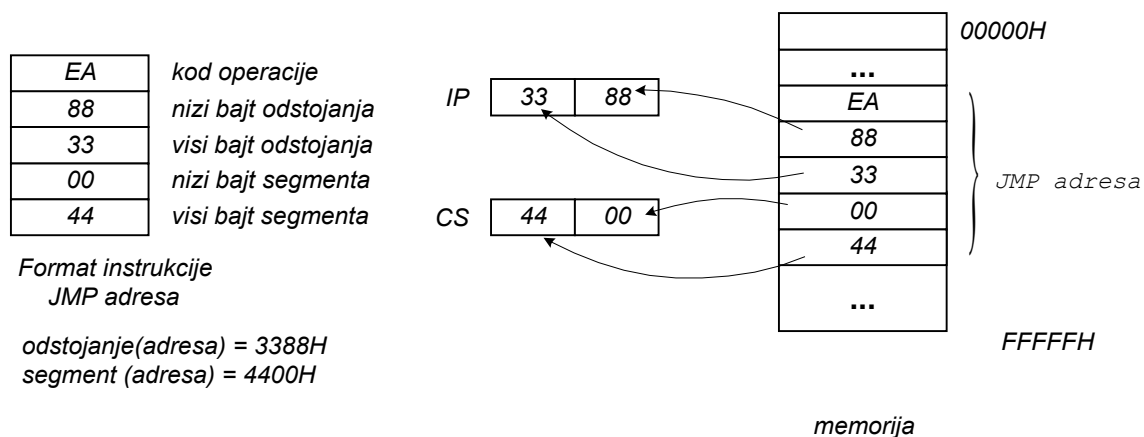 EA kod operacije
88 nizi bajt odstojanja
33 visi bajt odstojanja
00 nizi bajt segmenta
44 visi bajt segmenta
Format instrukcije
JMP adresa
odstojanje(adresa) = 3388H
segment (adresa) = 4400H
IP 33 88
CS 44 00
00000H
...
EA
88
33
00
44
...
JMP adresa
FFFFFH
memorija